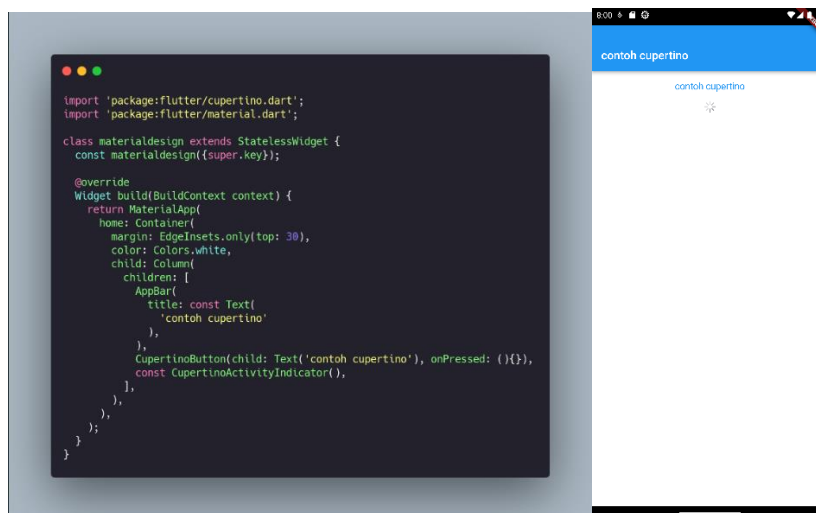 import 'package:flutter/cupertino.dart';
import 'package:flutter/material.dart';
class materialdesign extends StatelessWidget {
const materialdesign({super.key});
@override
Widget build(BuildContext context) {
return MaterialApp(
home: Container(
margin: EdgeInsets.only(top: 30),
color: Colors.white,
child: Column(
children: [
AppBar(
title: const Text(
'contoh cupertino'
),
),
CupertinoButton(child: Text('contoh cupertino'), onPressed: (){}),
const CupertinoActivityIndicator(),
],
),
),
);
}
}
8:00
contoh cupertino
contoh cupertino